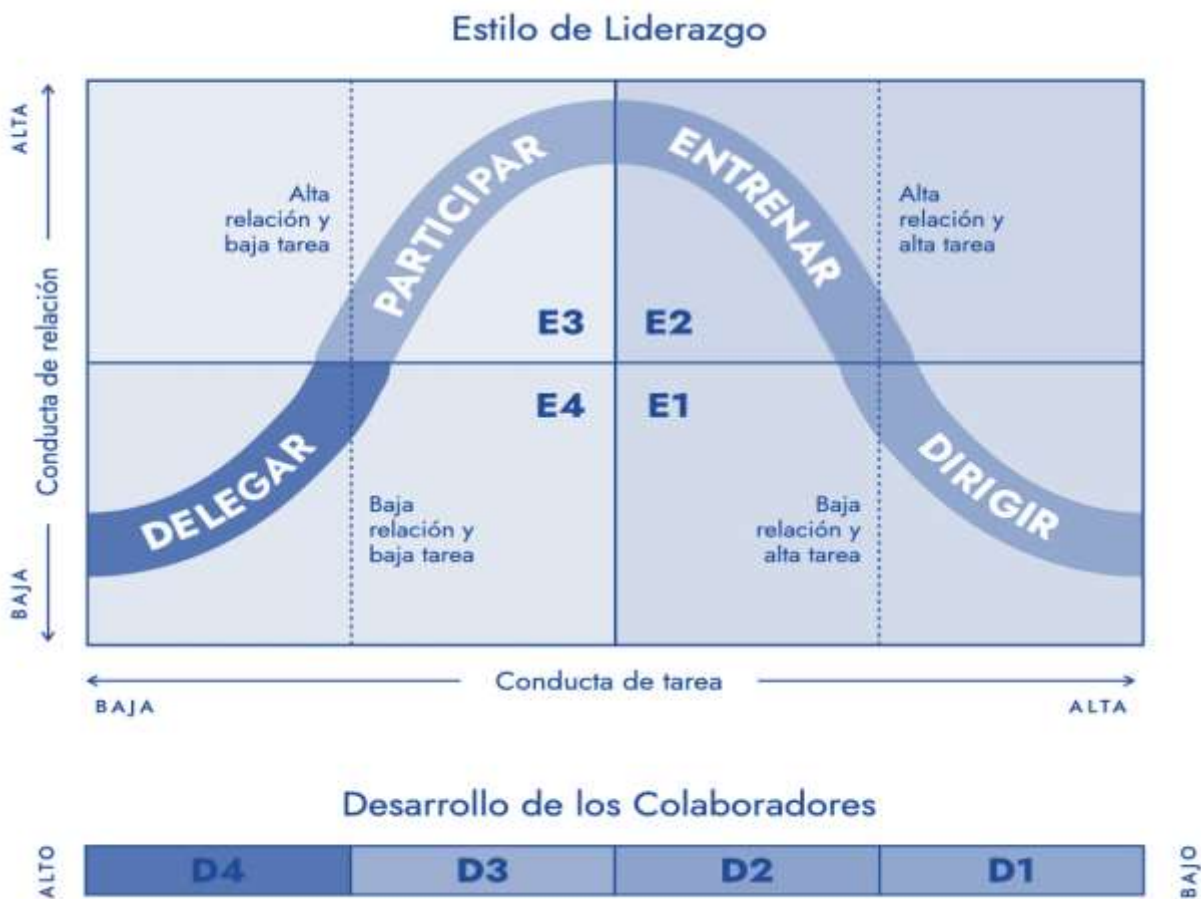 Estilo de Liderazgo
ALTA
Conducta de relación
BAJA
Alta
relación y
baja tarea
PARTICIPAR
ENTRENAR
Alta
relación y
alta tarea
E3
E2
E4
E1
DELEGAR
Baja
relación y
baja tarea
Baja
relación y
alta tarea
DIRIGIR
Conducta de tarea
BAJA
ALTA
Desarrollo de los Colaboradores
ALTO
D4
D3
D2
D1
BAJO